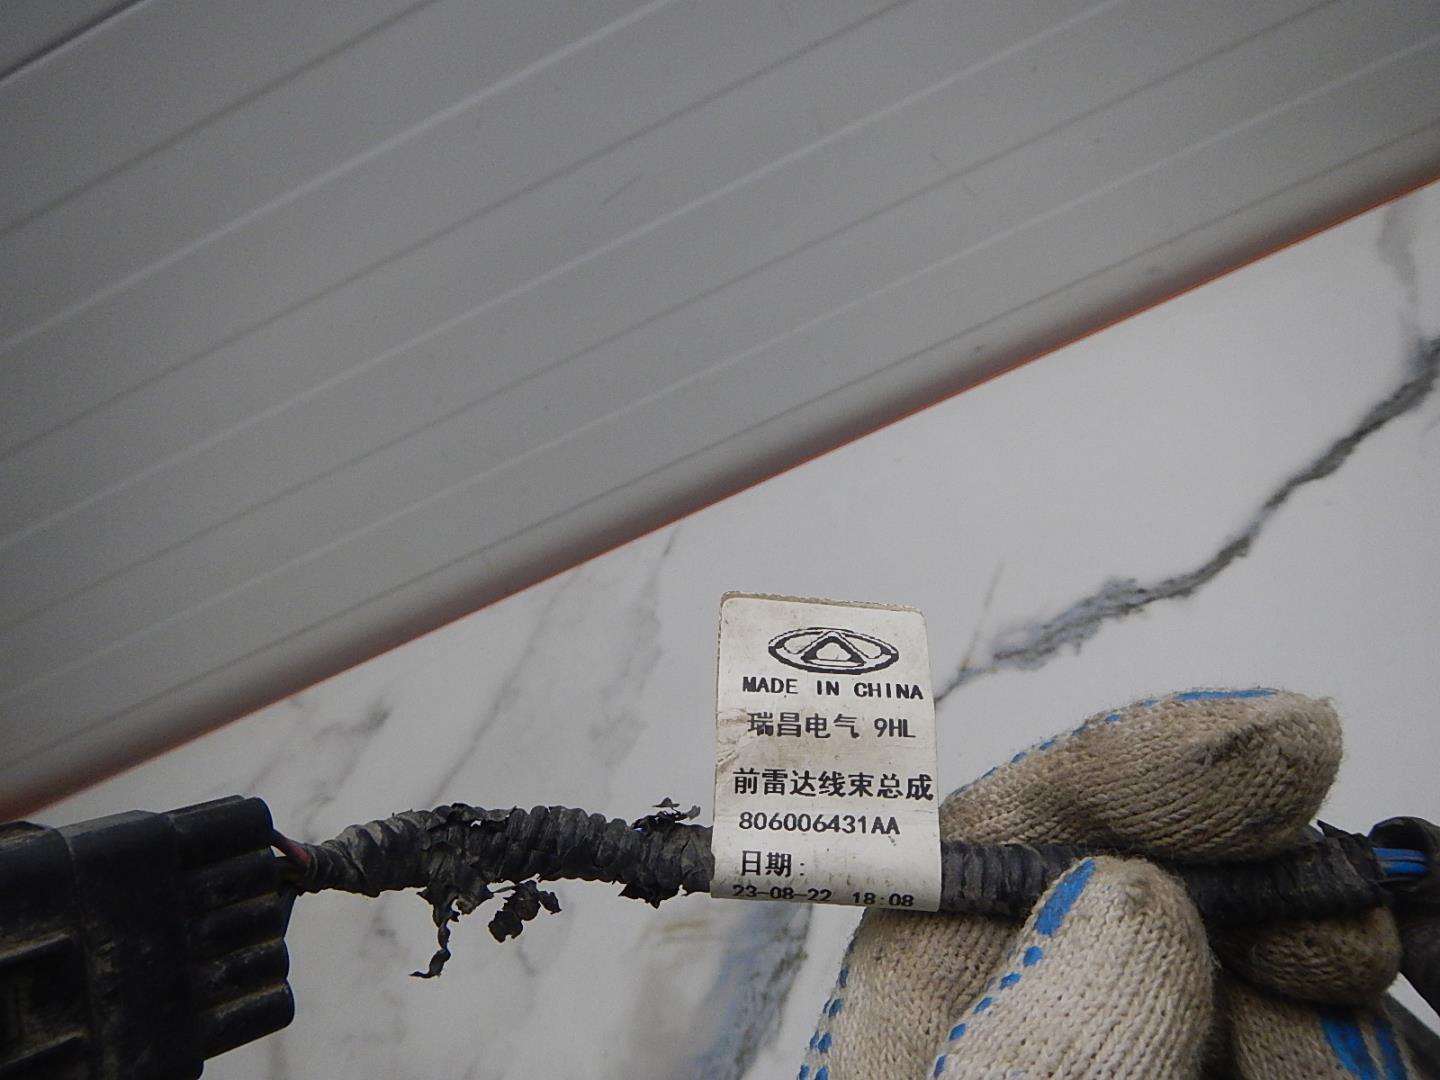 MADE IN CHINA
瑞昌电气 9HL
前雷达线束总成
806006431AA
日期:
23-08-22 18:08